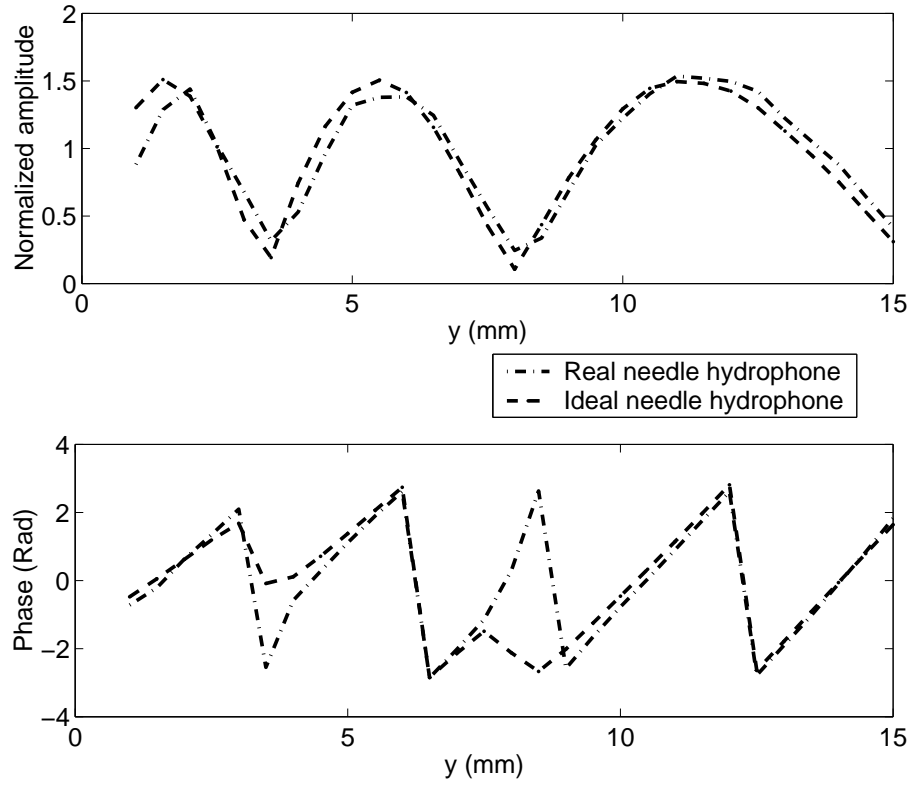 Normalized amplitude
2
1.5
1
0.5
0
0 5 10 15
y (mm)
Real needle hydrophone
Ideal needle hydrophone
Phase (Rad)
4
2
0
−2
−4
0 5 10 15
y (mm)